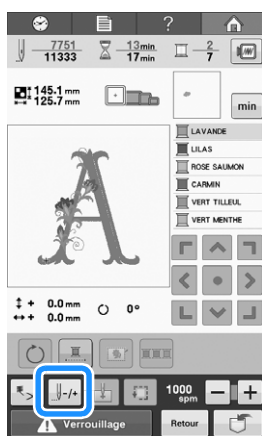 ?
7751
11333
13min
17min
2
7
145.1 mm
125.7 mm
min
LAVANDE
LILAS
ROSE SAUMON
CARMIN
VERT TILLEUL
VERT MENTHE
A
+ 0.0 mm
+ 0.0 mm
0°
-/+
1000
spm
- +
Verrouillage
Retour